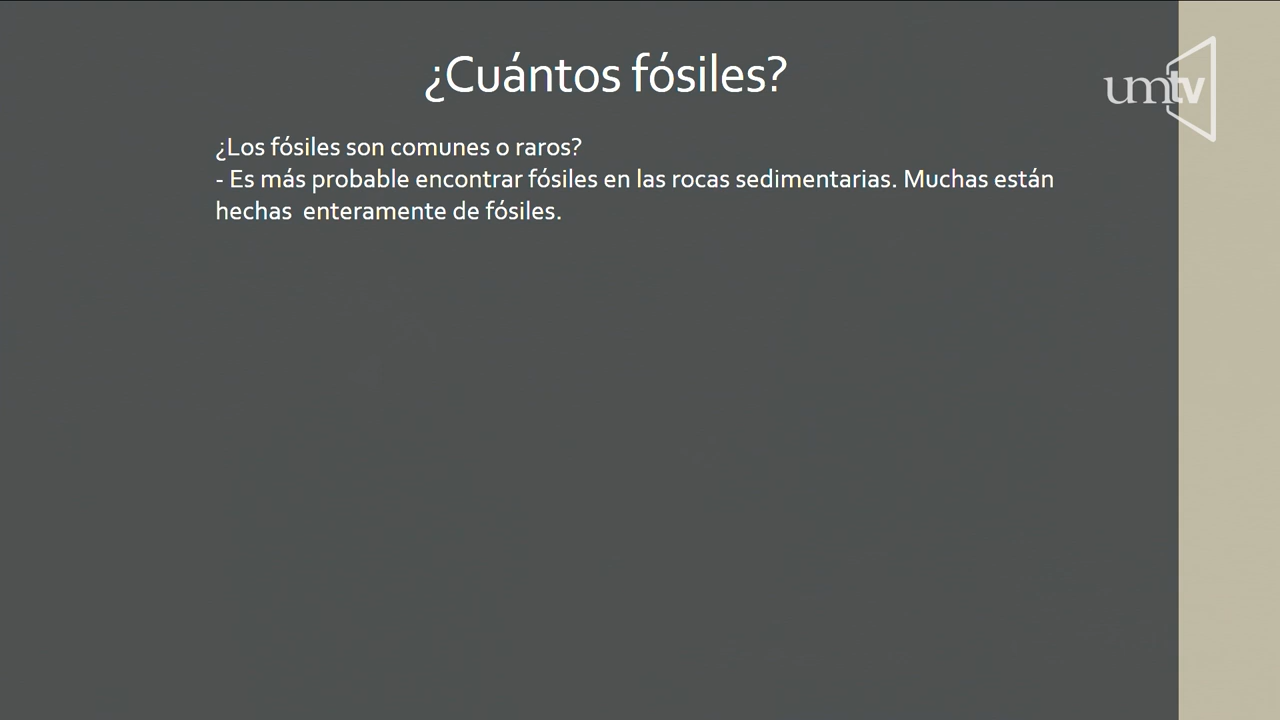 ¿Cuántos fósiles?
umtv
¿Los fósiles son comunes o raros?
- Es más probable encontrar fósiles en las rocas sedimentarias. Muchas están
hechas  enteramente de fósiles.